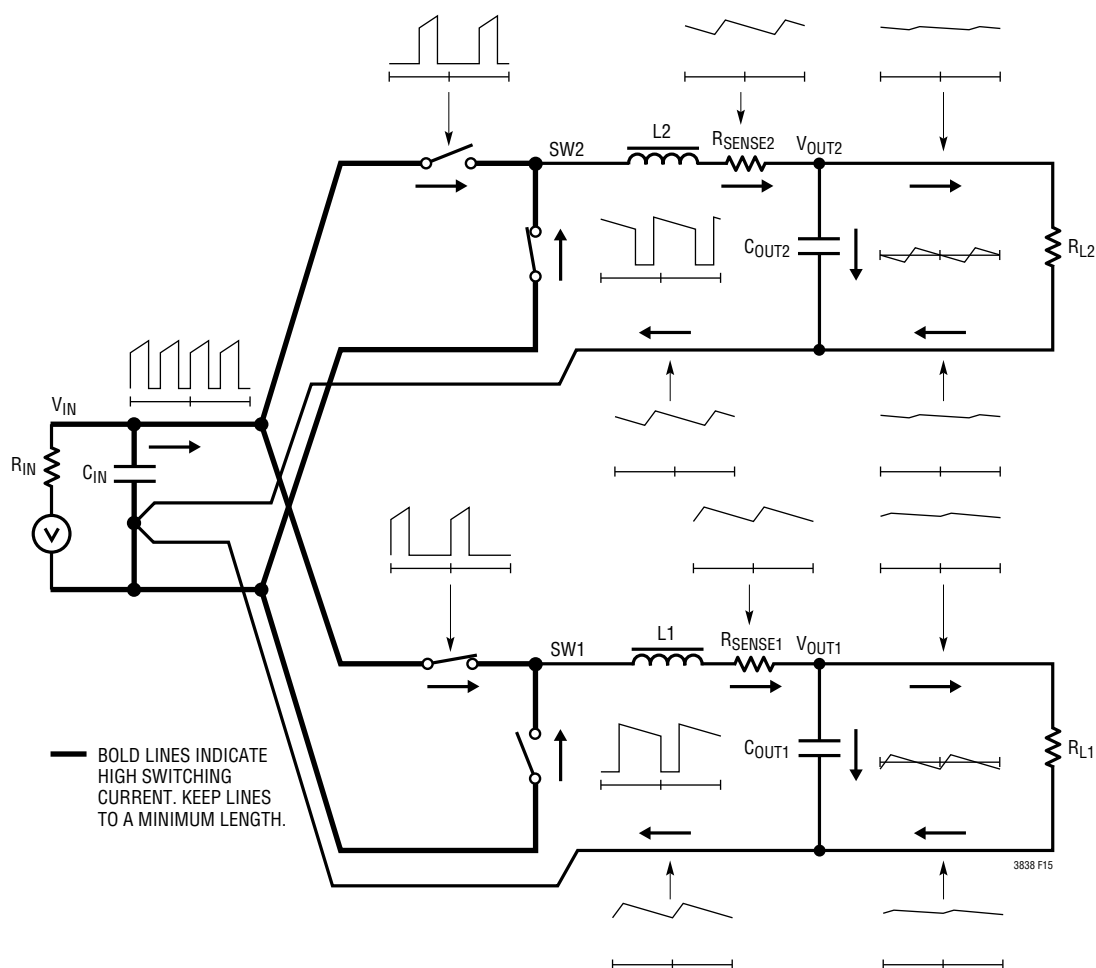 L2
RSENSE2
SW2
VOUT2
COUT2
RL2
VIN
RIN
CIN
V
L1
RSENSE1
SW1
VOUT1
COUT1
RL1
BOLD LINES INDICATE
HIGH SWITCHING
CURRENT. KEEP LINES
TO A MINIMUM LENGTH.
3838 F15